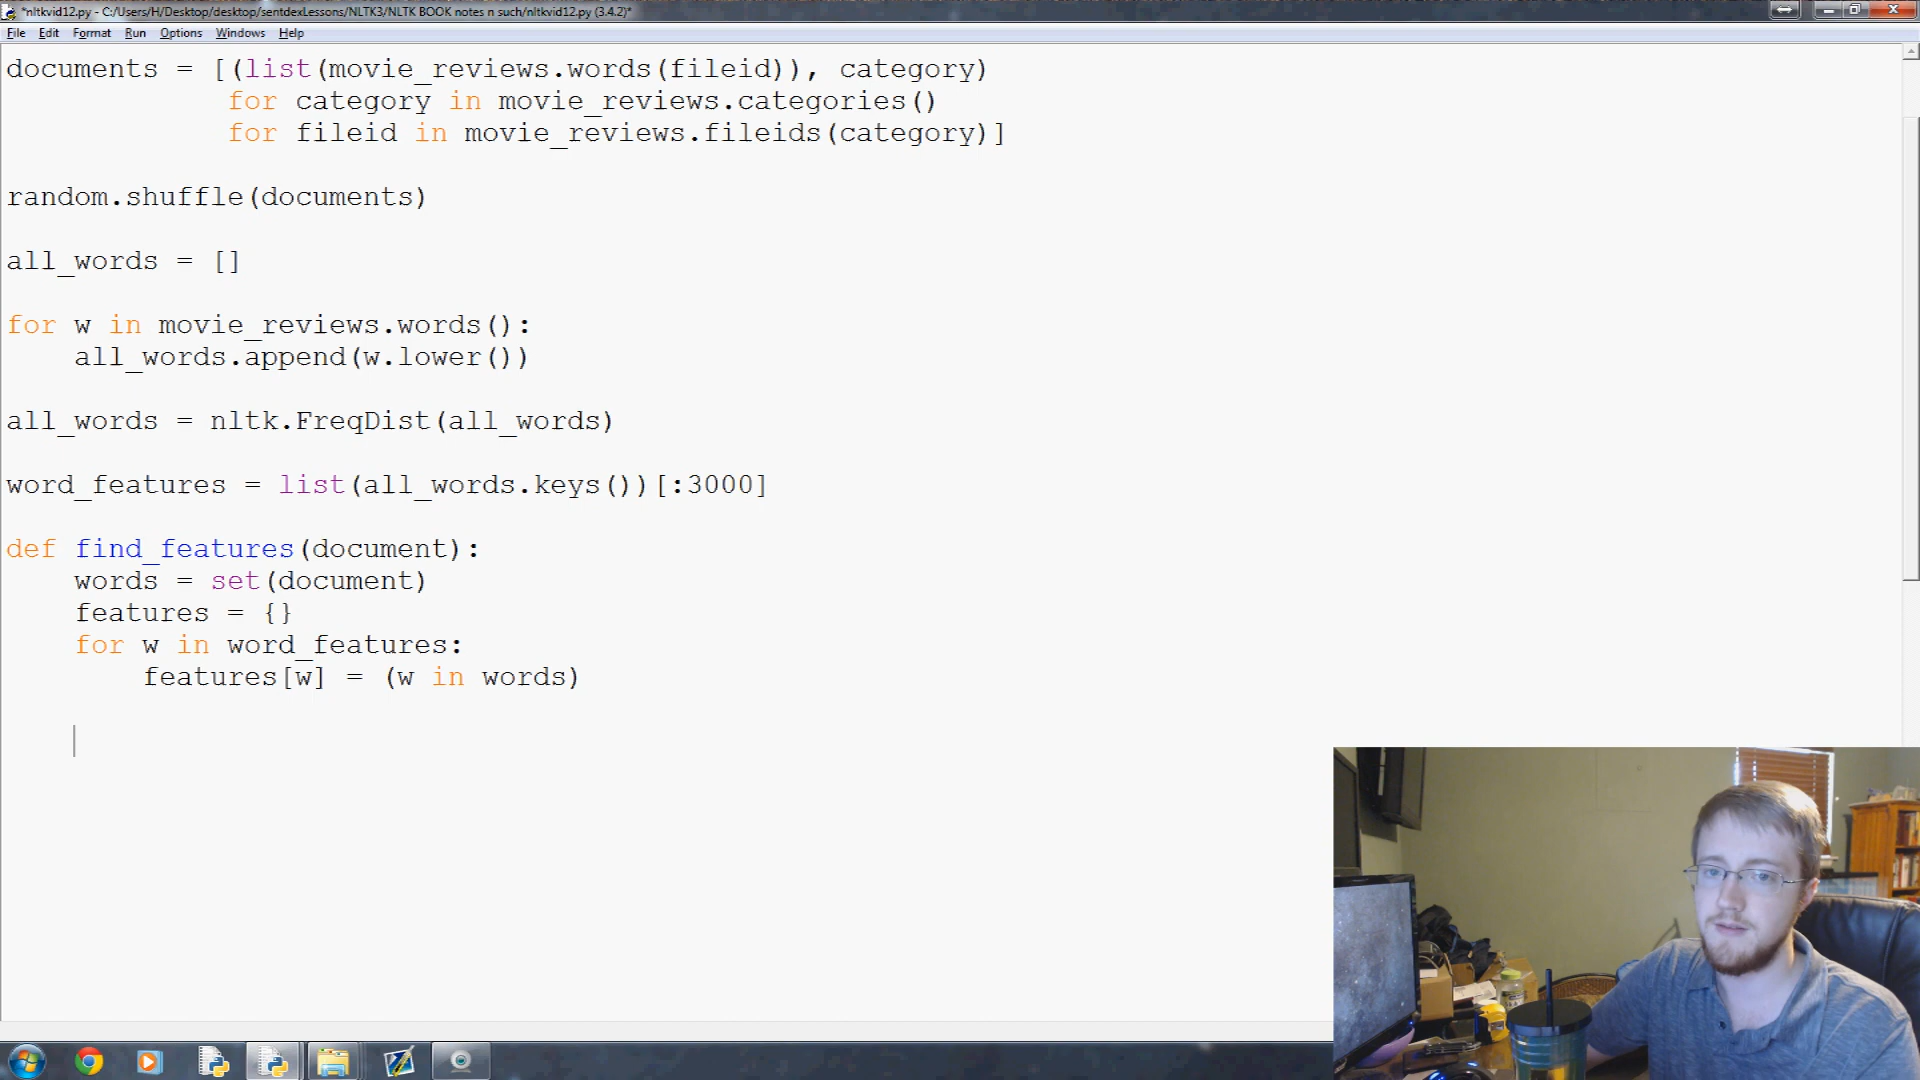 *nltkvid12.py - C:/Users/H/Desktop/desktop/sentdexLessons/NLTK3/NLTK BOOK notes n such/nltkvid12.py (3.4.2)*
File Edit Format Run Options Windows Help
documents = [(list(movie_reviews.words(fileid)), category)
for category in movie_reviews.categories()
for fileid in movie_reviews.fileids(category)]
random.shuffle(documents)
all_words = []
for w in movie_reviews.words():
all_words.append(w.lower())
all_words = nltk.FreqDist(all_words)
word_features = list(all_words.keys())[:3000]
def find_features(document):
words = set(document)
features = {}
for w in word_features:
features[w] = (w in words)